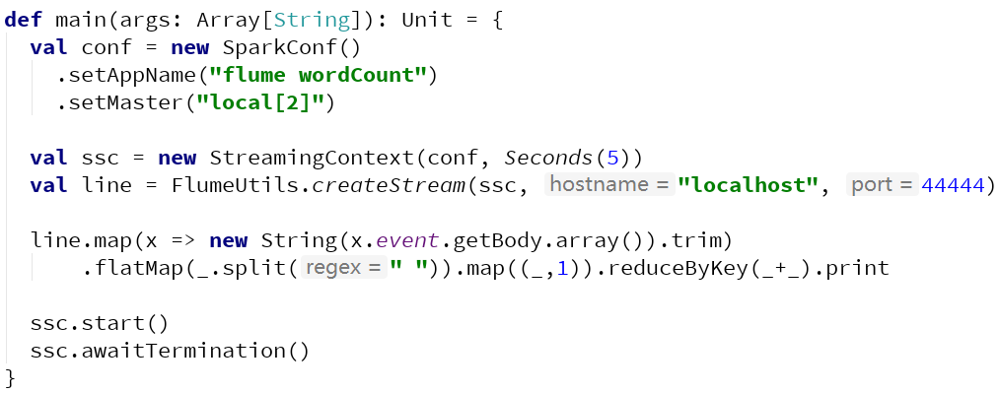 def main(args: Array[String]): Unit = {
  val conf = new SparkConf()
    .setAppName("flume wordCount")
    .setMaster("local[2]")

  val ssc = new StreamingContext(conf, Seconds(5))
  val line = FlumeUtils.createStream(ssc, hostname = "localhost", port = 44444)

  line.map(x => new String(x.event.getBody.array()).trim)
      .flatMap(_.split( regex = " ")).map((_,1)).reduceByKey(_+_).print

  ssc.start()
  ssc.awaitTermination()
}